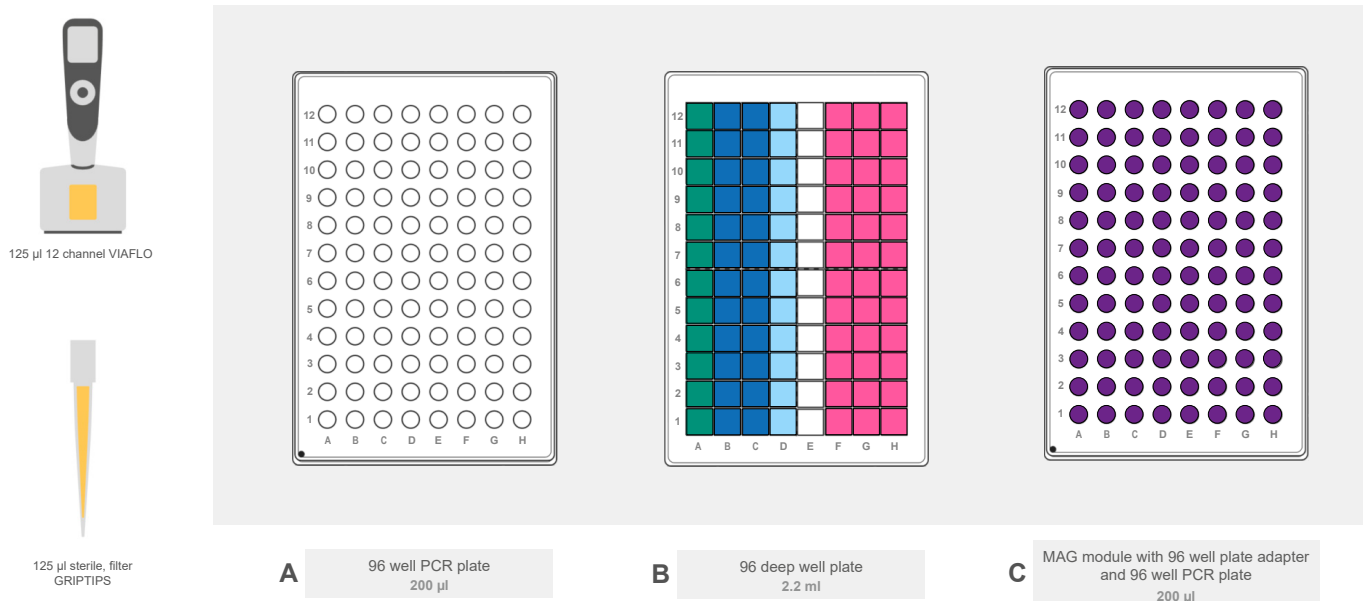 125 µl 12 channel VIAFLO
125 µl sterile, filter
GRIPTIPS
12
11
10
9
8
7
6
5
4
3
2
1
A B C D E F G H
A
96 well PCR plate
200 µl
12
11
10
9
8
7
6
5
4
3
2
1
A B C D E F G H
B
96 deep well plate
2.2 ml
12
11
10
9
8
7
6
5
4
3
2
1
A B C D E F G H
C
MAG module with 96 well plate adapter
and 96 well PCR plate
200 µl